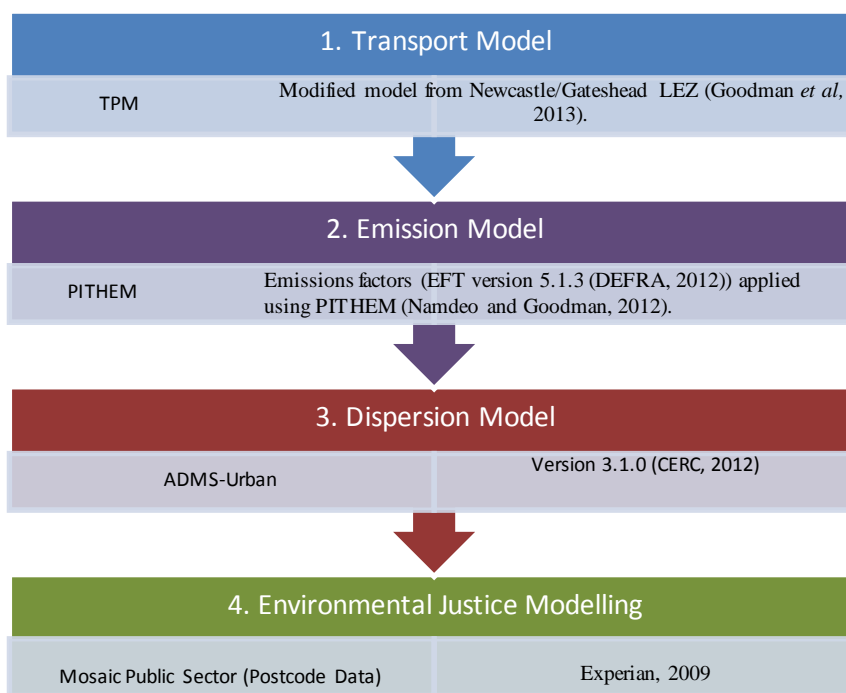 1. Transport Model
TPM
Modified model from Newcastle/Gateshead LEZ (Goodman et al,
2013).
2. Emission Model
PITHEM
Emissions factors (EFT version 5.1.3 (DEFRA, 2012)) applied
using PITHEM (Namdeo and Goodman, 2012).
3. Dispersion Model
ADMS-Urban
Version 3.1.0 (CERC, 2012)
4. Environmental Justice Modelling
Mosaic Public Sector (Postcode Data)
Experian, 2009